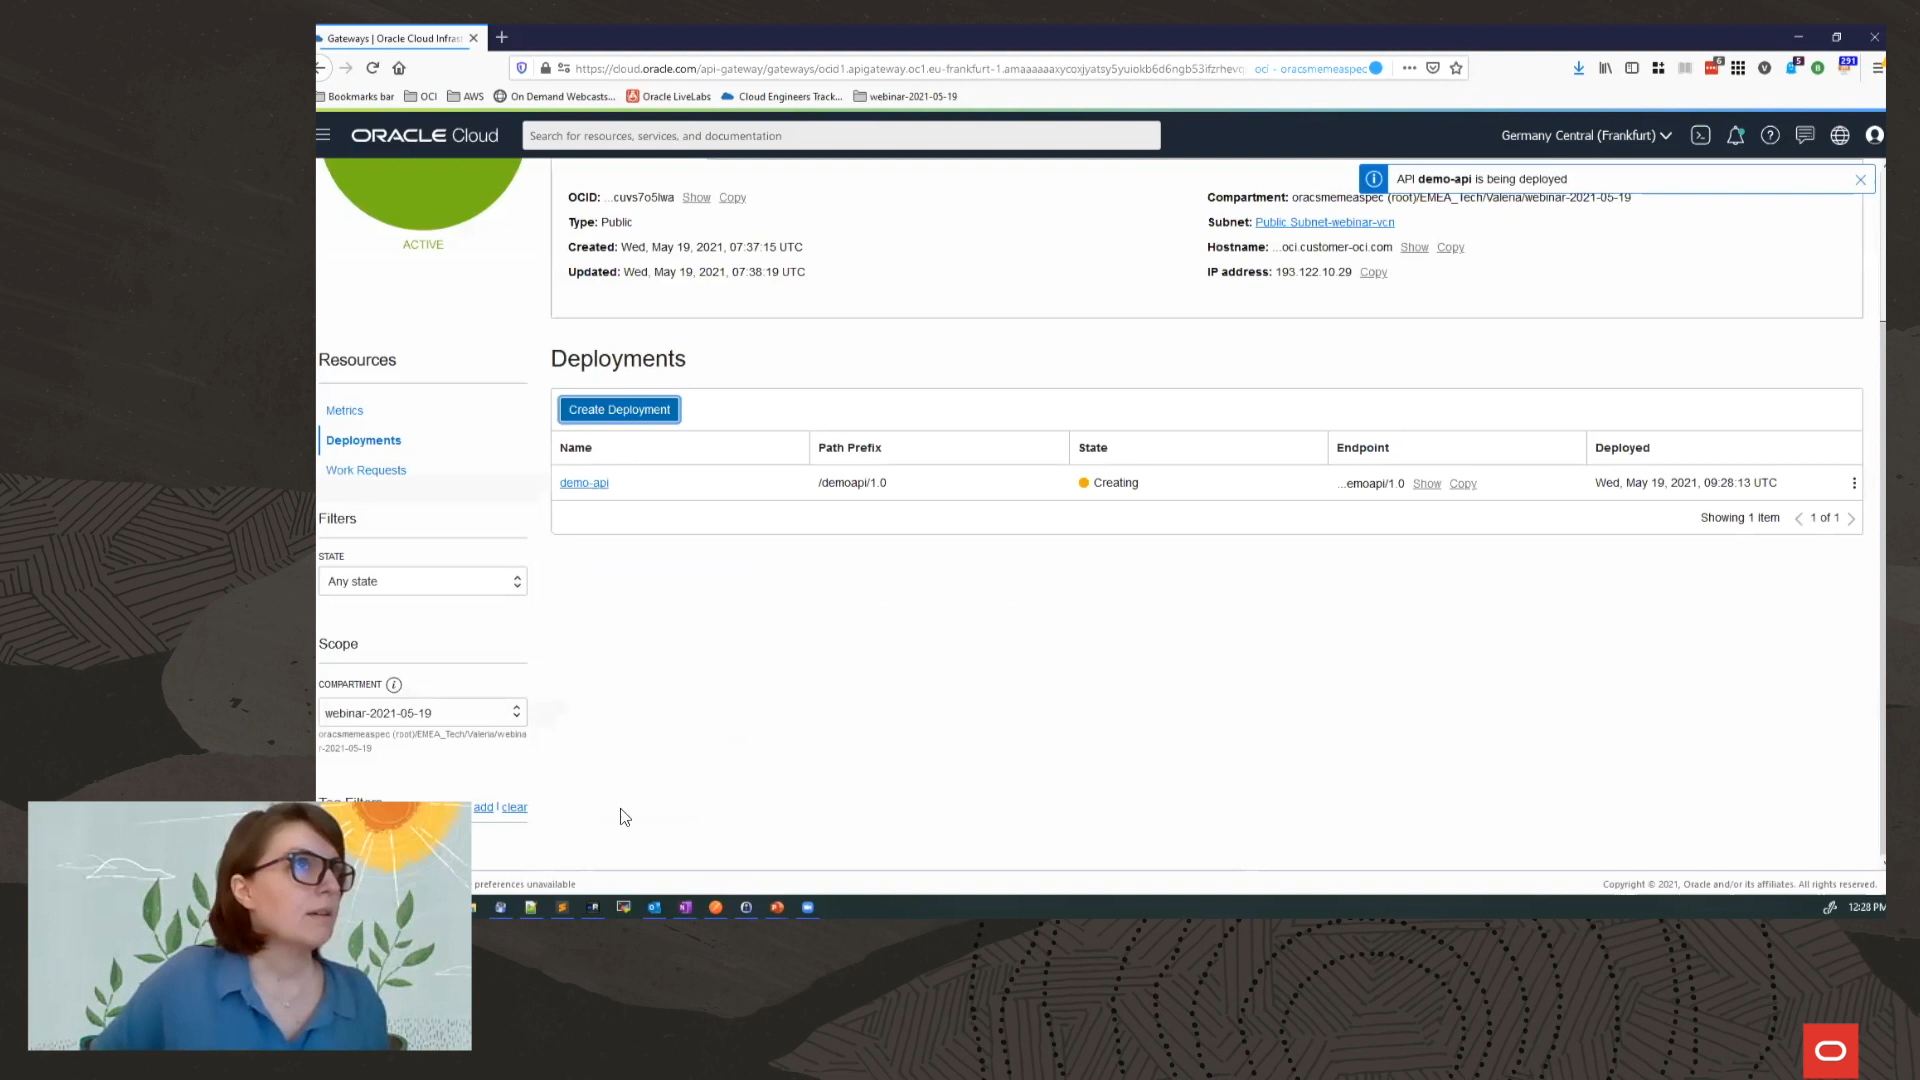 Gateways | Oracle Cloud Infras
https://cloud.oracle.com/api-gateway/gateways/ocid1.apigateway.oc1.eu-frankfurt-1.amaaaaaaxycoxjyatsy5yuiokb6d6ngb53ifzrhevq
oci - oracsmemeaspec
6
5
291
Bookmarks bar
OCI
AWS
On Demand Webcasts...
Oracle LiveLabs
Cloud Engineers Track...
webinar-2021-05-19
ORACLE Cloud
Search for resources, services, and documentation
Germany Central (Frankfurt)
API demo-api is being deployed
OCID: ...cuvs7o5lwa Show Copy
Type: Public
Created: Wed, May 19, 2021, 07:37:15 UTC
Updated: Wed, May 19, 2021, 07:38:19 UTC
Compartment: oracsmemeaspec (root)/EMEA_Tech/Valeria/webinar-2021-05-19
Subnet: Public Subnet-webinar-vcn
Hostname: ...oci.customer-oci.com Show Copy
IP address: 193.122.10.29 Copy
ACTIVE
Resources
Metrics
Deployments
Work Requests
Filters
STATE
Any state
Scope
COMPARTMENT
webinar-2021-05-19
oracsmemeaspec (root)/EMEA_Tech/Valeria/webina
r-2021-05-19
add | clear
Deployments
Create Deployment
Name Path Prefix State Endpoint Deployed
demo-api /demoapi/1.0 Creating ...emoapi/1.0 Show Copy Wed, May 19, 2021, 09:28:13 UTC
Showing 1 Item 1 of 1
preferences unavailable
Copyright © 2021, Oracle and/or its affiliates. All rights reserved.
12:28 PM